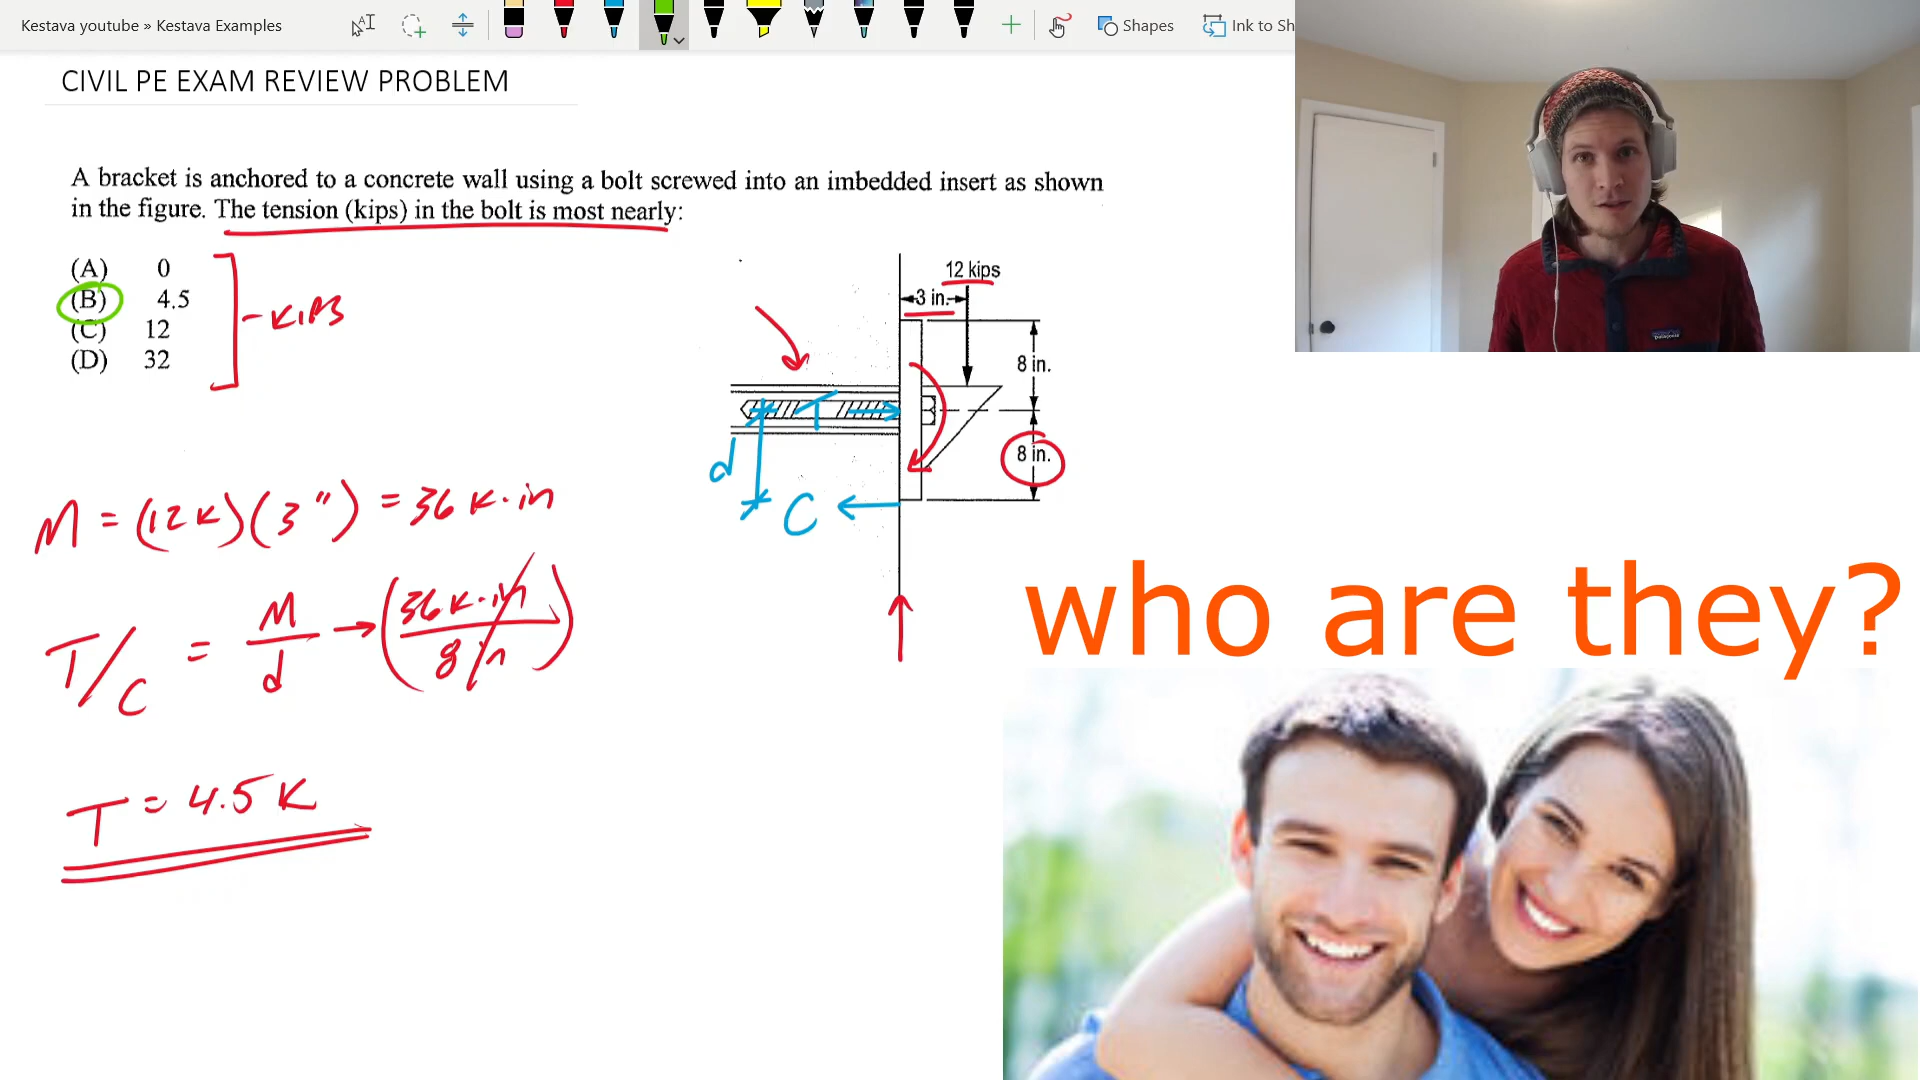 Kestava youtube » Kestava Examples
Shapes
Ink to Sh
CIVIL PE EXAM REVIEW PROBLEM
A bracket is anchored to a concrete wall using a bolt screwed into an imbedded insert as shown
in the figure. The tension (kips) in the bolt is most nearly:
(A) 0
(B) 4.5
(C) 12
(D) 32
- KIPS
12 kips
3 in.
8 in.
T
8 in.
d
C
M = (12K)(3") = 36 K·in
T/C = M/d → (36 K·in / 8 in)
T = 4.5 K
who are they?
patagonia